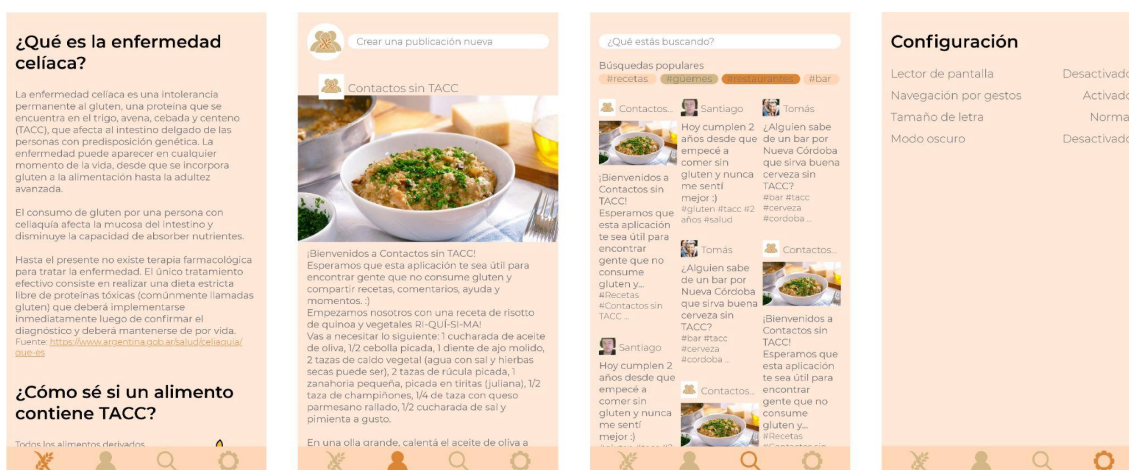 ¿Qué es la enfermedad
celíaca?
La enfermedad celíaca es una intolerancia
permanente al gluten, una proteína que se
encuentra en el trigo, avena, cebada y centeno
(TACC), que afecta al intestino delgado de las
personas con predisposición genética. La
enfermedad puede aparecer en cualquier
momento de la vida, desde que se incorpora
gluten a la alimentación hasta la adultez
avanzada.
El consumo de gluten por una persona con
celiaquía afecta la mucosa del intestino y
disminuye la capacidad de absorber nutrientes.
Hasta el presente no existe terapia farmacológica
para tratar la enfermedad. El único tratamiento
efectivo consiste en realizar una dieta estricta
libre de proteínas tóxicas (comúnmente llamadas
gluten) que deberá implementarse
inmediatamente luego de confirmar el
diagnóstico y deberá mantenerse de por vida.
Fuente: https://www.argentina.gob.ar/salud/celiaquia/
que-es
¿Cómo sé si un alimento
contiene TACC?
Todos los alimentos derivados
Crear una publicación nueva
Contactos sin TACC
¡Bienvenidos a Contactos sin TACC!
Esperamos que esta aplicación te sea útil para
encontrar gente que no consume gluten y
compartir recetas, comentarios, ayuda y
momentos. :)
Empezamos nosotros con una receta de risotto
de quinoa y vegetales RI-QUÍ-SI-MA!
Vas a necesitar lo siguiente: 1 cucharada de aceite
de oliva, 1/2 cebolla picada, 1 diente de ajo molido,
2 tazas de caldo vegetal (agua con sal y hierbas
secas puede ser), 2 tazas de rúcula picada, 1
zanahoria pequeña, picada en tiritas (juliana), 1/2
taza de champiñones, 1/4 de taza con queso
parmesano rallado, 1/2 cucharada de sal y
pimienta a gusto.
En una olla grande, calentá el aceite de oliva a
¿Qué estás buscando?
Búsquedas populares
#recetas #güemes #restaurantes #bar
Contactos..
¡Bienvenidos a
Contactos sin
TACC!
Esperamos que
esta aplicación
te sea útil para
encontrar
gente que no
consume
gluten y...
#Recetas
#Contactos sin
TACC ..
Santiago
Hoy cumplen 2
años desde que
empecé a
comer sin
gluten y nunca
me sentí
mejor :)
Santiago
Hoy cumplen 2
años desde que
empecé a
comer sin
gluten y nunca
me sentí
mejor :)
#gluten #tacc #2
años #salud
Tomás
¿Alguien sabe
de un bar por
Nueva Córdoba
que sirva buena
cerveza sin
TACC?
#bar #tacc
#cerveza
#cordoba ..
Contactos..
Tomás
¿Alguien sabe
de un bar por
Nueva Córdoba
que sirva buena
cerveza sin
TACC?
#bar #tacc
#cerveza
#cordoba ..
Contactos..
¡Bienvenidos a
Contactos sin
TACC!
Esperamos que
esta aplicación
te sea útil para
encontrar
gente que no
consume
gluten y...
#Recetas
Configuración
Lector de pantalla Desactivado
Navegación por gestos Activado
Tamaño de letra Normal
Modo oscuro Desactivado